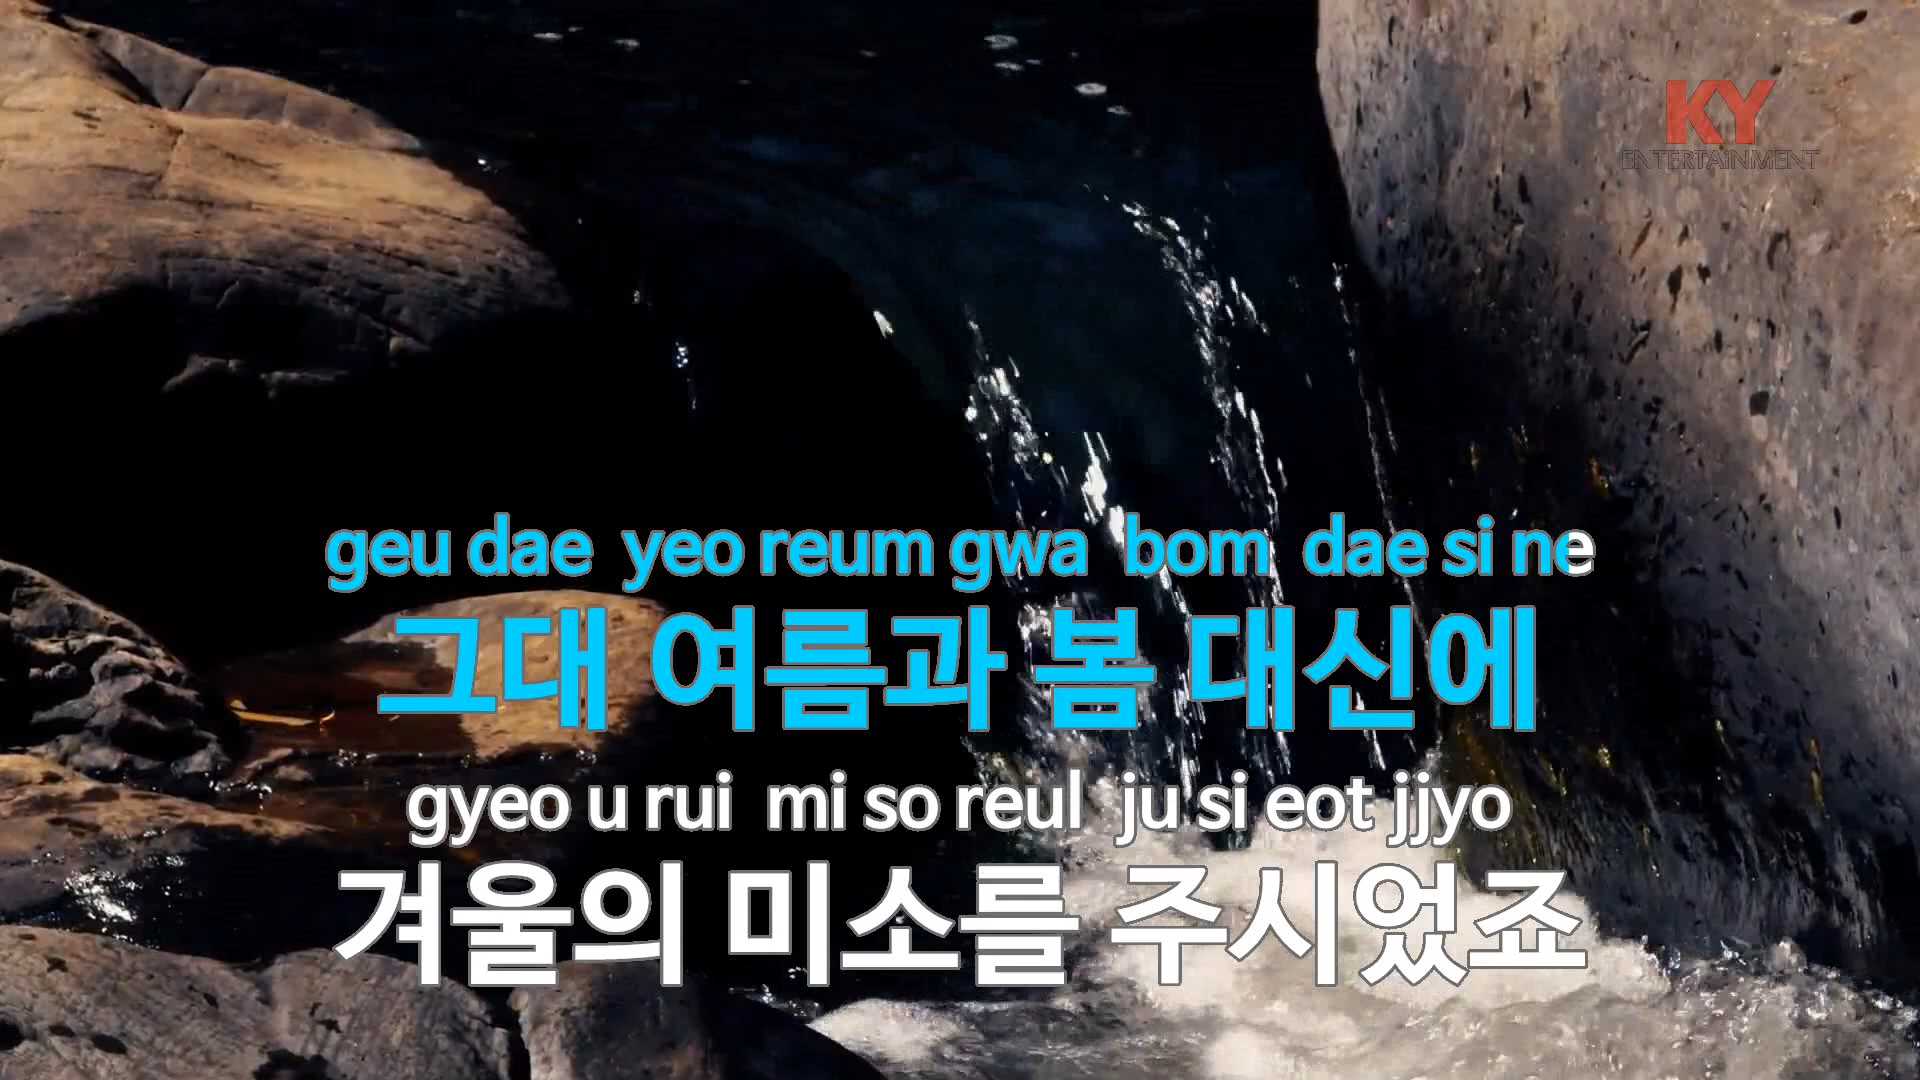 KY
ENTERTAINMENT
geu dae yeo reum gwa bom dae si ne
그대 여름과 봄 대신에
gyeo u rui mi so reul ju si eot jjyo
겨울의 미소를 주시었죠